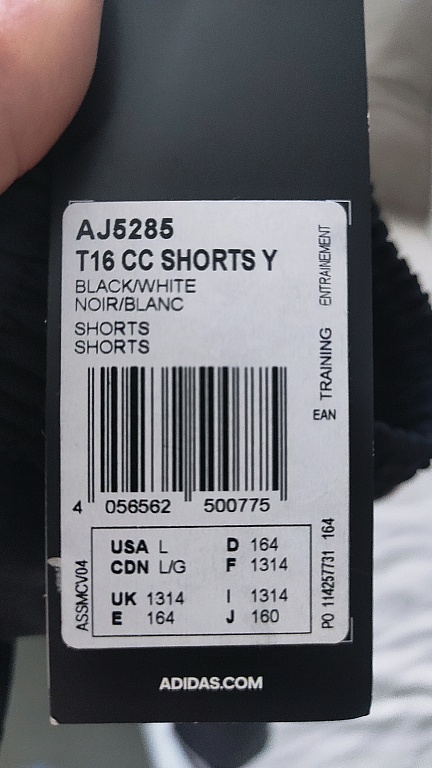 AJ5285
T16 CC SHORTS Y
BLACK/WHITE
NOIR/BLANC
SHORTS
SHORTS
TRAINING ENTRAINEMENT
EAN
4 056562 500775
USA L D 164
CDN L/G F 1314
UK 1314 I 1314
E 164 J 160
ASSMCV04
PO 114257731 164
ADIDAS.COM